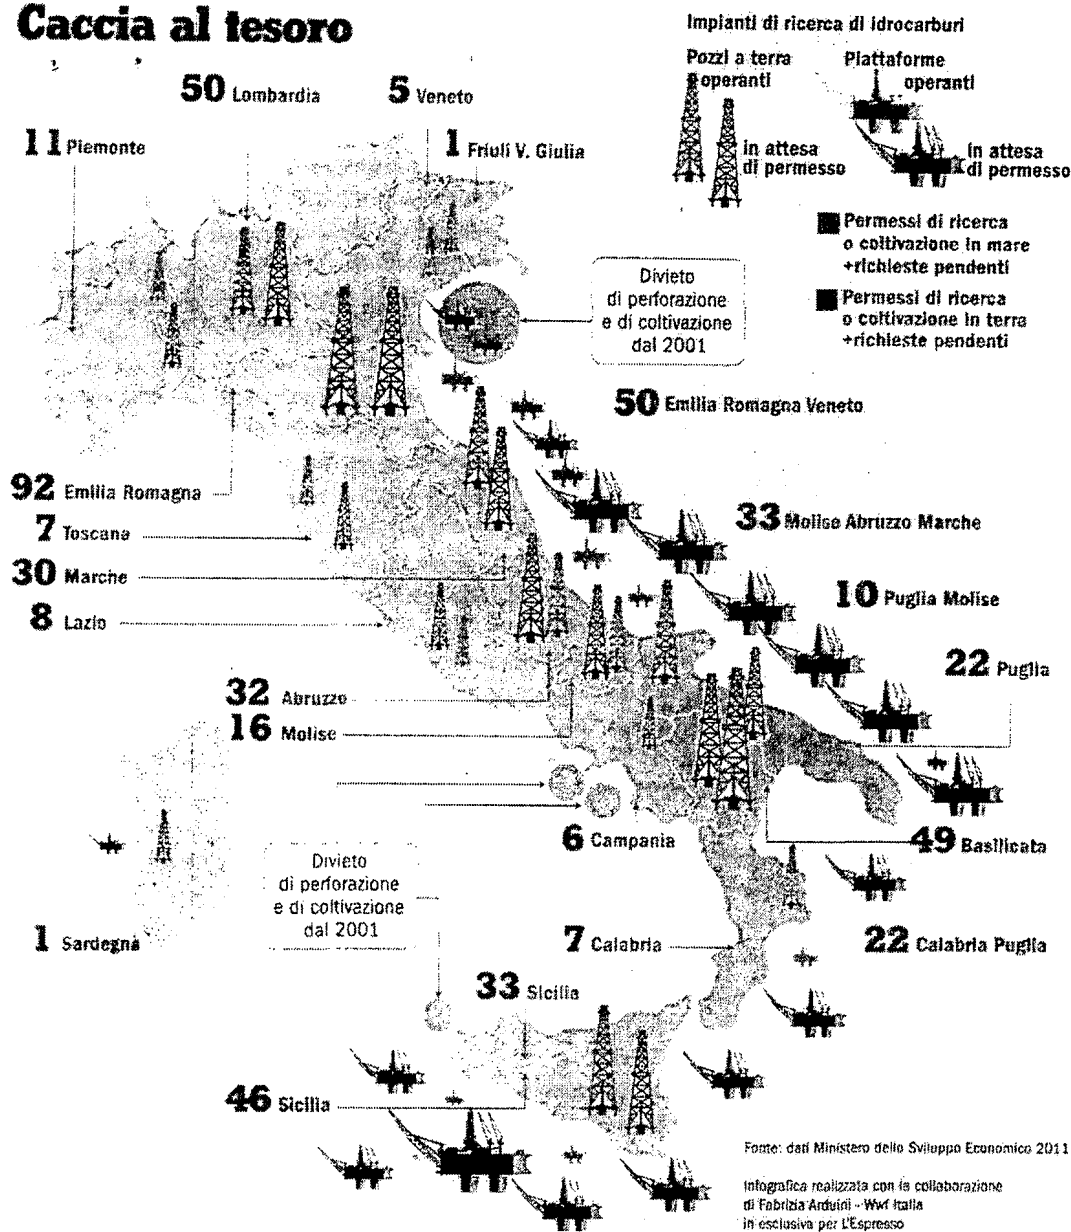 Caccia al tesoro
Impianti di ricerca di idrocarburi
Pozzi a terra
operanti
in attesa
di permesso
Piattaforme
operanti
In attesa
di permesso
Permessi di ricerca
o coltivazione in mare
+richieste pendenti
Permessi di ricerca
o coltivazione in terra
+richieste pendenti
50 Lombardia
5 Veneto
11 Piemonte
1 Friuli V. Giulia
Divieto
di perforazione
e di coltivazione
dal 2001
50 Emilia Romagna Veneto
92 Emilia Romagna
7 Toscana
33 Molise Abruzzo Marche
30 Marche
10 Puglia Molise
8 Lazio
22 Puglia
32 Abruzzo
16 Molise
6 Campania
49 Basilicata
Divieto
di perforazione
e di coltivazione
dal 2001
1 Sardegna
7 Calabria
22 Calabria Puglia
33 Sicilia
46 Sicilia
Fonte: dati Ministero dello Sviluppo Economico 2011
Infografica realizzata con la collaborazione
di Fabrizia Arduini - Wwf Italia
in esclusiva per L'Espresso